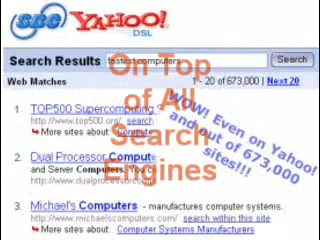 SBC YAHOO!
DSL
Search Results fastest computers Search
Web Matches 1 - 20 of 673,000 | Next 20
On Top
of All
Search
Engines
WOW! Even on Yahoo!
and out of 673,000
sites!!!
1. TOP500 Supercomputing
http://www.top500.org/ search
More sites about: Compute
2. Dual Processor Compute
and Server Computers. You c
http://www.dualprocessor
3. Michael's Computers - manufactures computer systems.
http://www.michaelscomputers.com/ search within this site
More sites about: Computer Systems Manufacturers